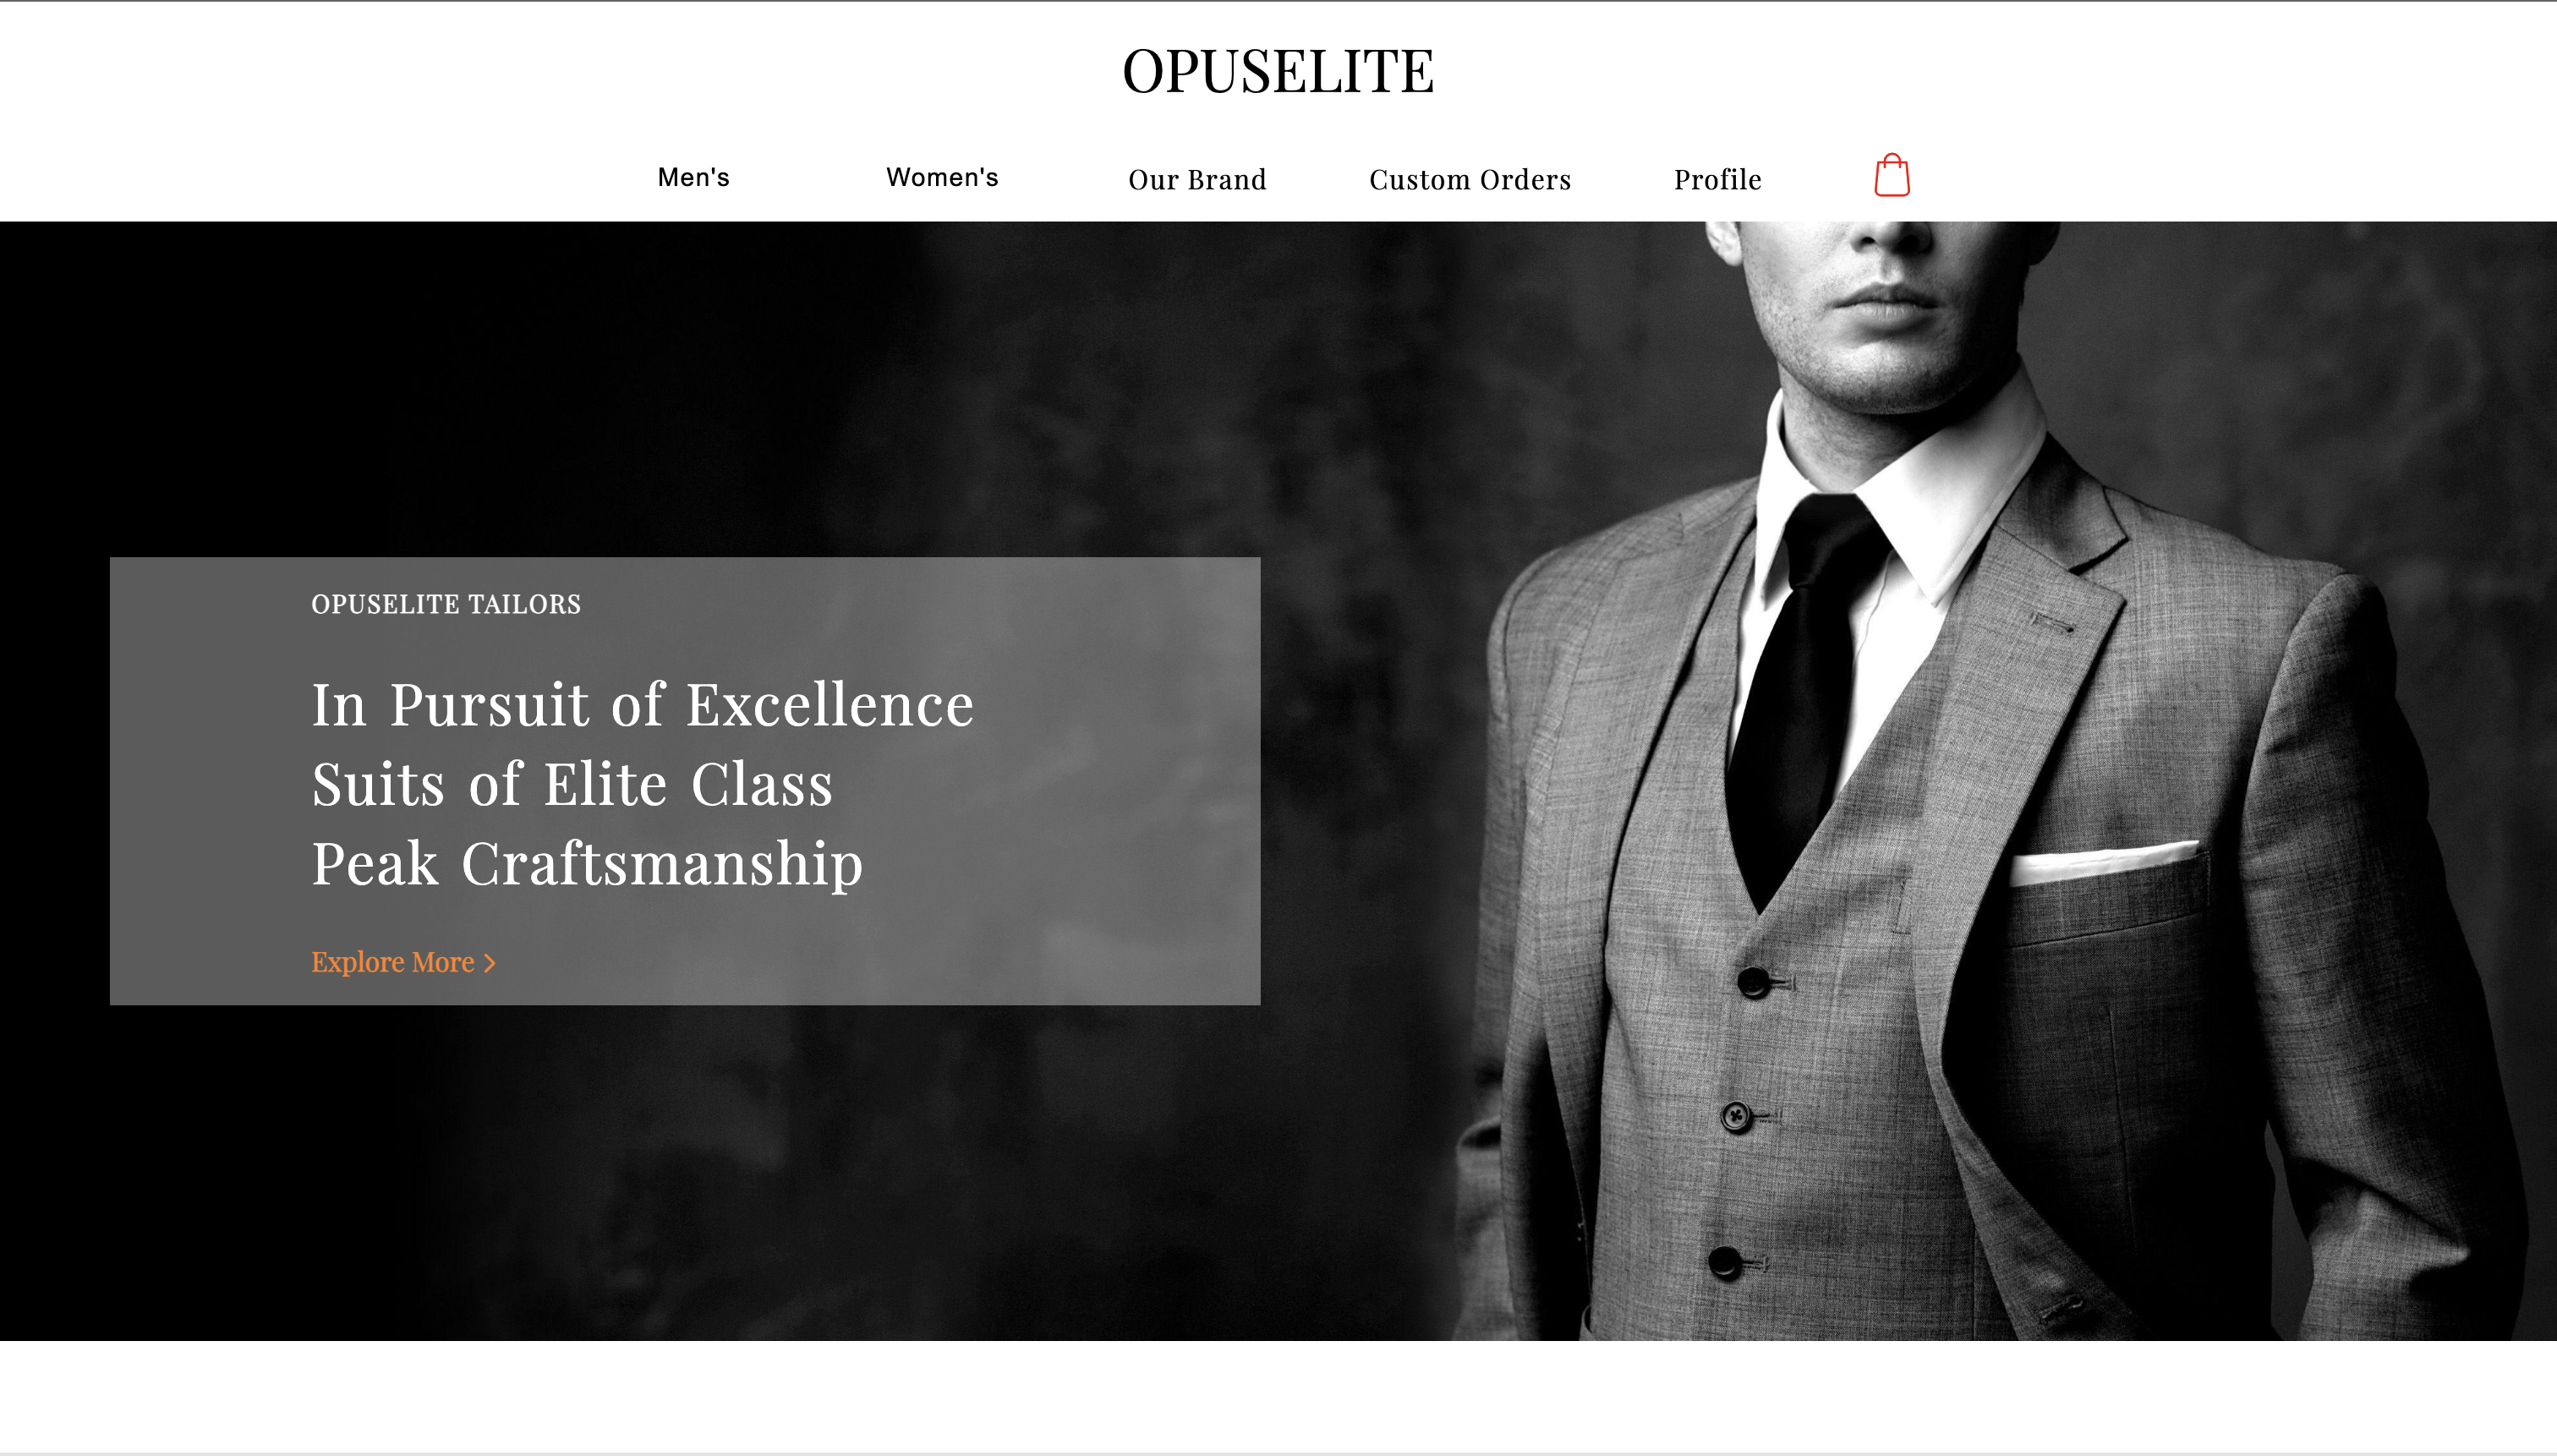 OPUSELITE
Men's Women's Our Brand Custom Orders Profile
OPUSELITE TAILORS
In Pursuit of Excellence
Suits of Elite Class
Peak Craftsmanship
Explore More >